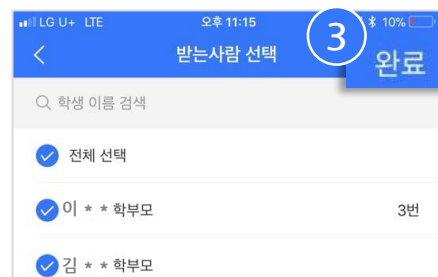 LG U+ LTE 오후 11:15 10%
받는사람 선택
3
완료
학생 이름 검색
전체 선택
이 * * 학부모 3번
김 * * 학부모